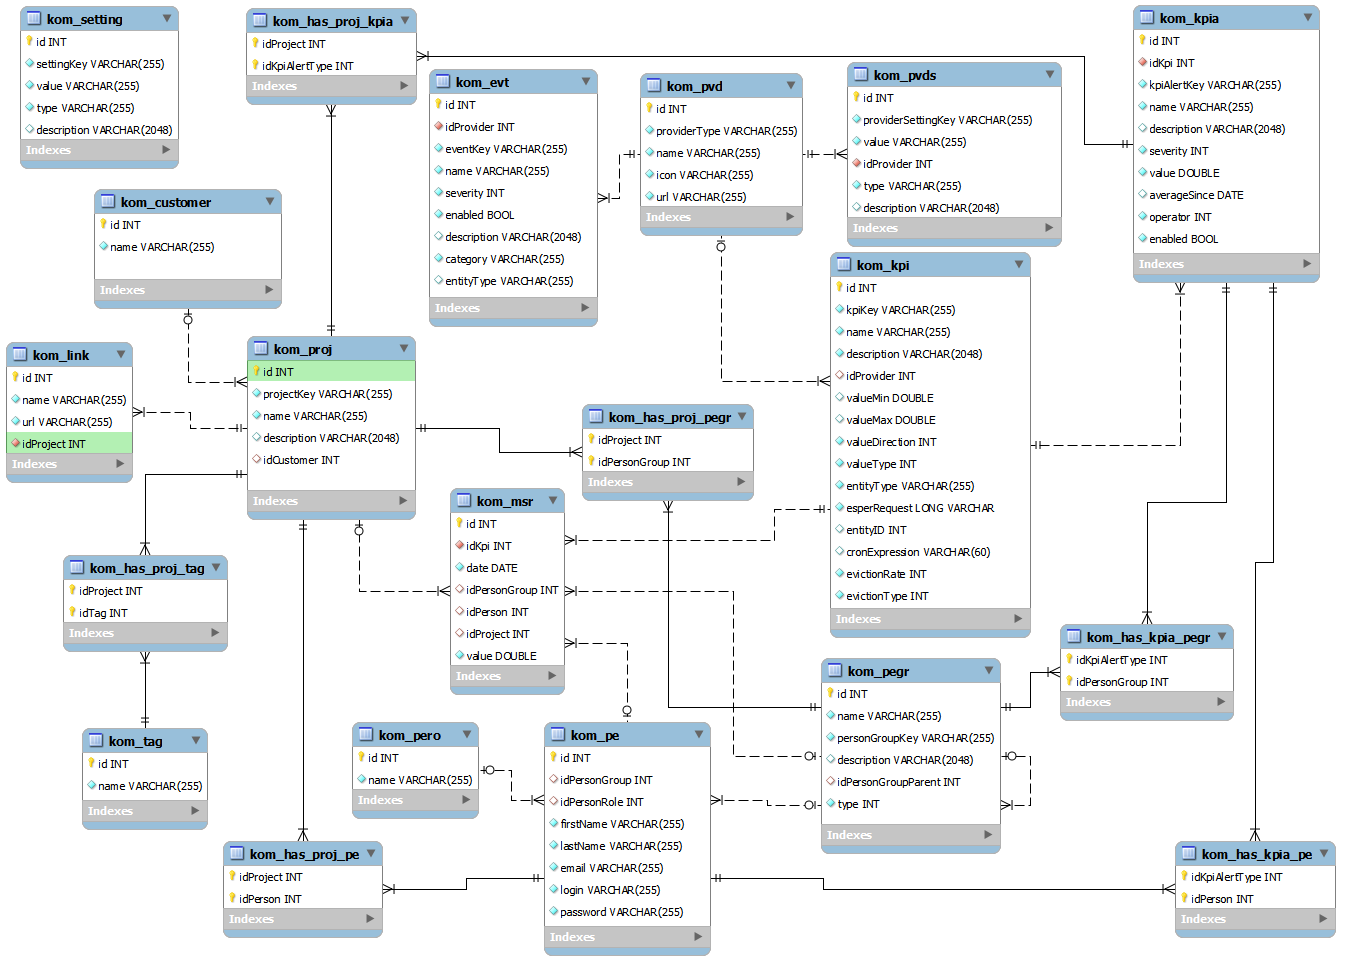 kom_setting
id INT
settingKey VARCHAR(255)
value VARCHAR(255)
type VARCHAR(255)
description VARCHAR(2048)
Indexes
kom_has_proj_kpia
idProject INT
idKpiAlertType INT
Indexes
kom_evt
id INT
idProvider INT
eventKey VARCHAR(255)
name VARCHAR(255)
severity INT
enabled BOOL
description VARCHAR(2048)
category VARCHAR(255)
entityType VARCHAR(255)
Indexes
kom_pvd
id INT
providerType VARCHAR(255)
name VARCHAR(255)
icon VARCHAR(255)
url VARCHAR(255)
Indexes
kom_pvds
id INT
providerSettingKey VARCHAR(255)
value VARCHAR(255)
idProvider INT
type VARCHAR(255)
description VARCHAR(2048)
Indexes
kom_kpia
id INT
idKpi INT
kpiAlertKey VARCHAR(255)
name VARCHAR(255)
description VARCHAR(2048)
severity INT
value DOUBLE
averageSince DATE
operator INT
enabled BOOL
Indexes
kom_customer
id INT
name VARCHAR(255)
Indexes
kom_link
id INT
name VARCHAR(255)
url VARCHAR(255)
idProject INT
Indexes
kom_proj
id INT
projectKey VARCHAR(255)
name VARCHAR(255)
description VARCHAR(2048)
idCustomer INT
Indexes
kom_kpi
id INT
kpiKey VARCHAR(255)
name VARCHAR(255)
description VARCHAR(2048)
idProvider INT
valueMin DOUBLE
valueMax DOUBLE
valueDirection INT
valueType INT
entityType VARCHAR(255)
esperRequest LONG VARCHAR
entityID INT
cronExpression VARCHAR(60)
evictionRate INT
evictionType INT
Indexes
kom_has_proj_pegr
idProject INT
idPersonGroup INT
Indexes
kom_msr
id INT
idKpi INT
date DATE
idPersonGroup INT
idPerson INT
idProject INT
value DOUBLE
Indexes
kom_has_proj_tag
idProject INT
idTag INT
Indexes
kom_has_kpia_pegr
idKpiAlertType INT
idPersonGroup INT
Indexes
kom_pegr
id INT
name VARCHAR(255)
personGroupKey VARCHAR(255)
description VARCHAR(2048)
idPersonGroupParent INT
type INT
Indexes
kom_tag
id INT
name VARCHAR(255)
Indexes
kom_pero
id INT
name VARCHAR(255)
Indexes
kom_pe
id INT
idPersonGroup INT
idPersonRole INT
firstName VARCHAR(255)
lastName VARCHAR(255)
email VARCHAR(255)
login VARCHAR(255)
password VARCHAR(255)
Indexes
kom_has_proj_pe
idProject INT
idPerson INT
Indexes
kom_has_kpia_pe
idKpiAlertType INT
idPerson INT
Indexes